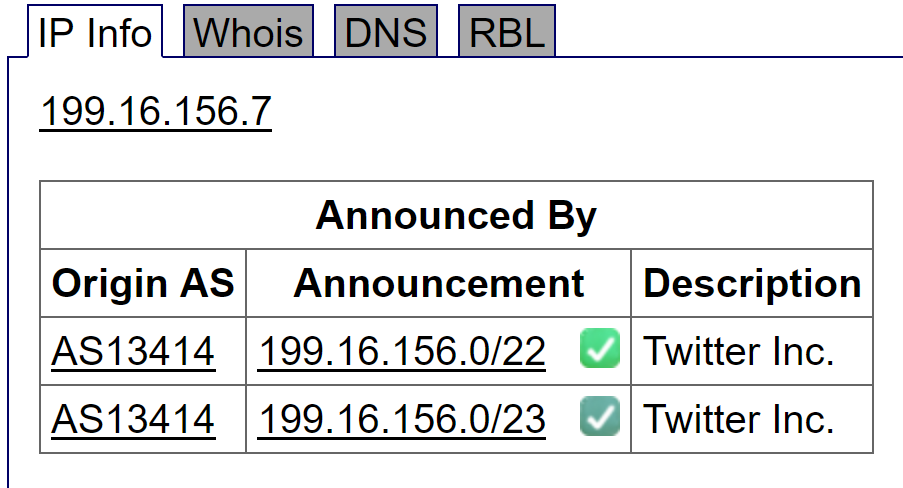 IP Info Whois DNS RBL
199.16.156.7
Announced By
Origin AS Announcement Description
AS13414 199.16.156.0/22 Twitter Inc.
AS13414 199.16.156.0/23 Twitter Inc.